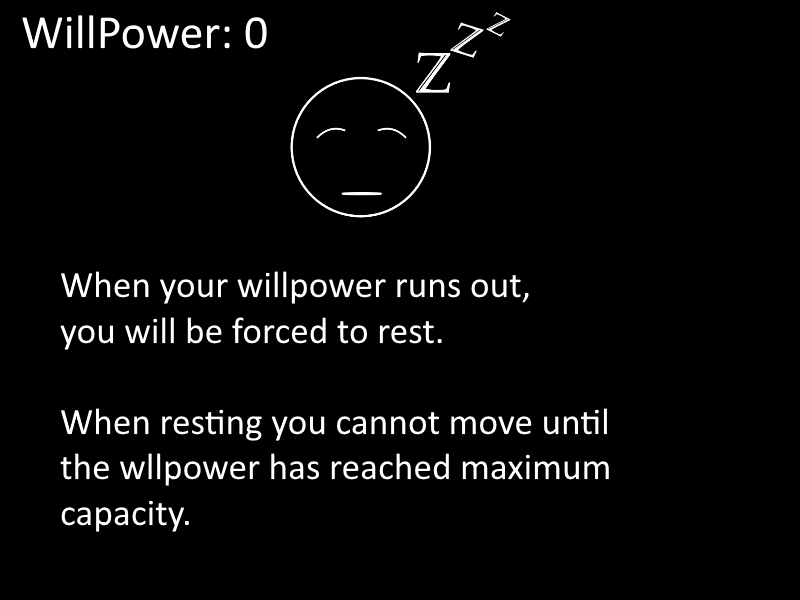 WillPower: 0
Z Z Z
When your willpower runs out,
you will be forced to rest.
When resting you cannot move until
the wllpower has reached maximum
capacity.